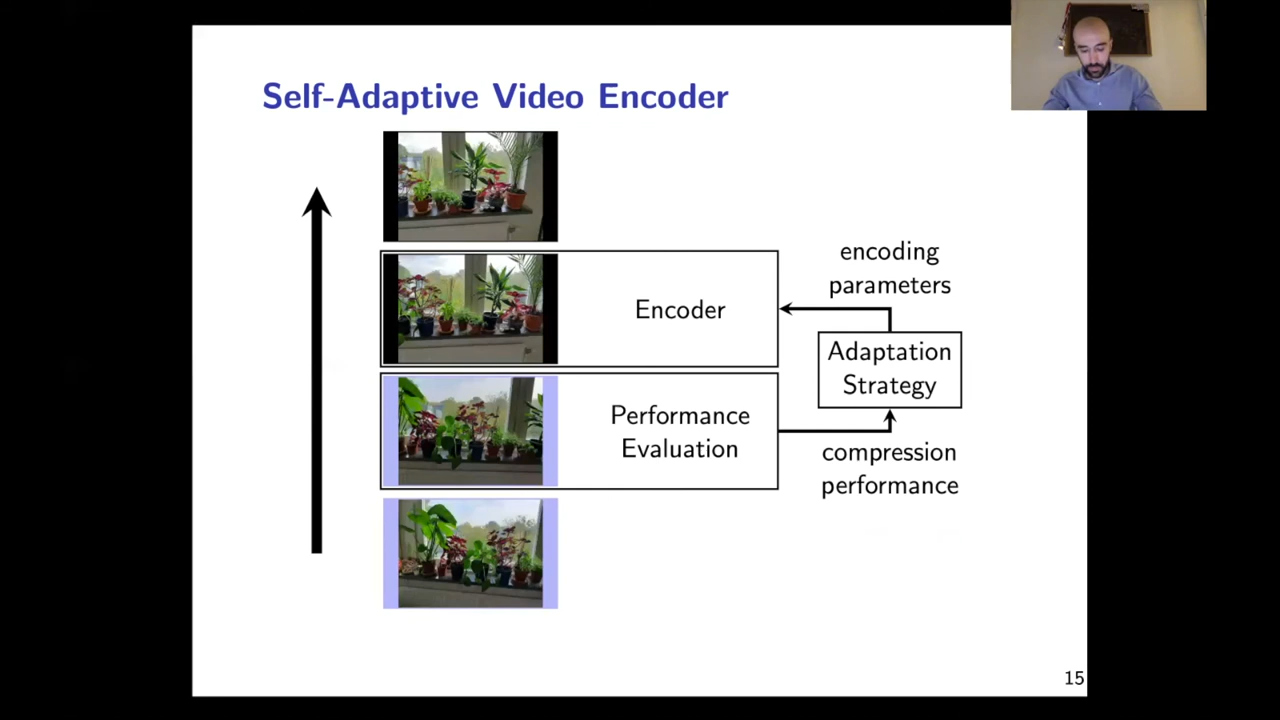 Self-Adaptive Video Encoder
encoding
parameters
Encoder
Adaptation
Strategy
Performance
Evaluation
compression
performance
15